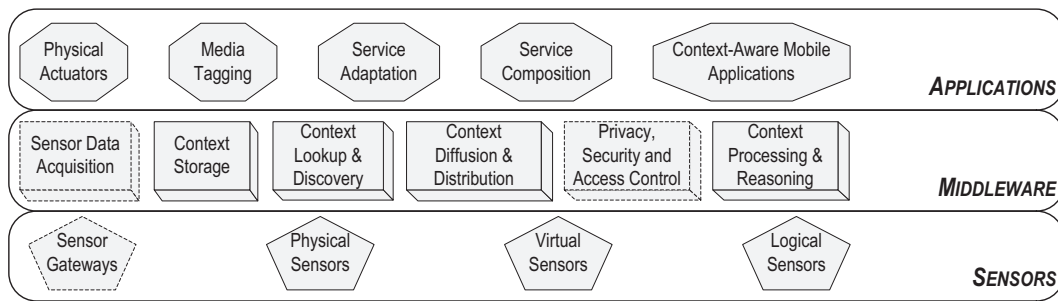 Physical
Actuators
Media
Tagging
Service
Adaptation
Service
Composition
Context-Aware Mobile
Applications
APPLICATIONS
Sensor Data
Acquisition
Context
Storage
Context
Lookup &
Discovery
Context
Diffusion &
Distribution
Privacy,
Security and
Access Control
Context
Processing &
Reasoning
MIDDLEWARE
Sensor
Gateways
Physical
Sensors
Virtual
Sensors
Logical
Sensors
SENSORS